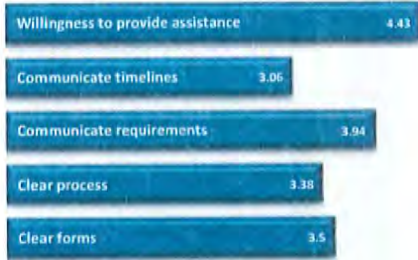 Willingness to provide assistance 4.43
Communicate timelines 3.06
Communicate requirements 3.94
Clear process 3.38
Clear forms 3.5